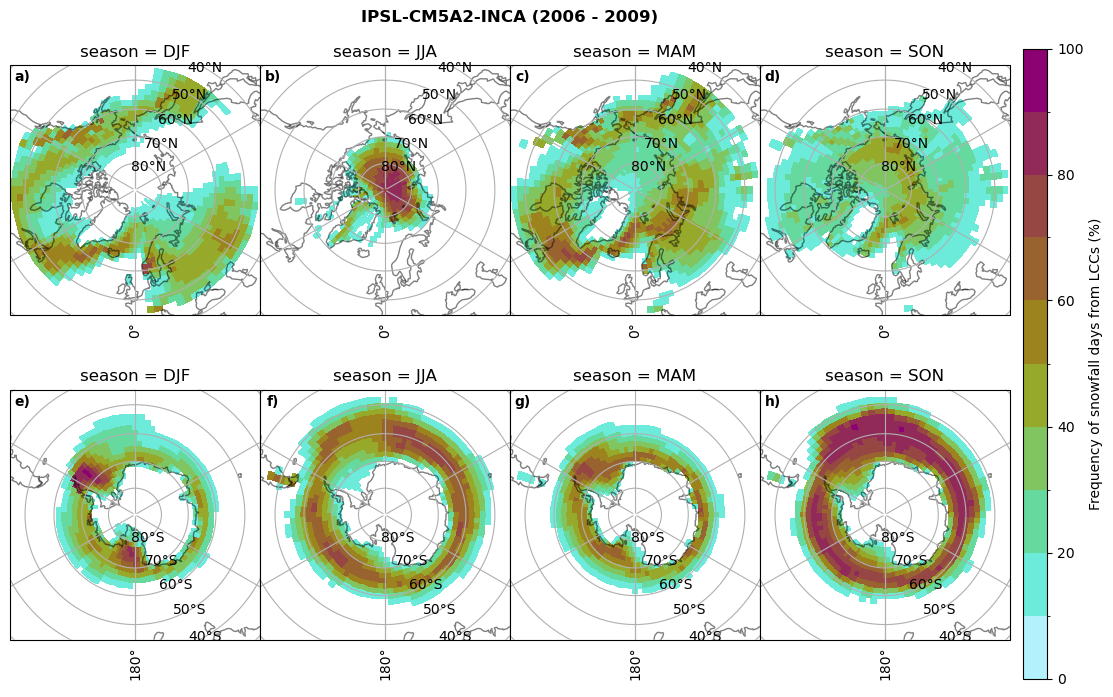 IPSL-CM5A2-INCA (2006 - 2009)
season = DJF
season = JJA
season = MAM
season = SON
a)
40°N
50°N
60°N
70°N
80°N
0°
b)
40°N
50°N
60°N
70°N
80°N
0°
c)
40°N
50°N
60°N
70°N
80°N
0°
d)
40°N
50°N
60°N
70°N
80°N
0°
season = DJF
season = JJA
season = MAM
season = SON
e)
80°S
70°S
60°S
50°S
40°S
180°
f)
80°S
70°S
60°S
50°S
40°S
180°
g)
80°S
70°S
60°S
50°S
40°S
180°
h)
80°S
70°S
60°S
50°S
40°S
180°
100
80
60
40
20
0
Frequency of snowfall days from LCCs (%)